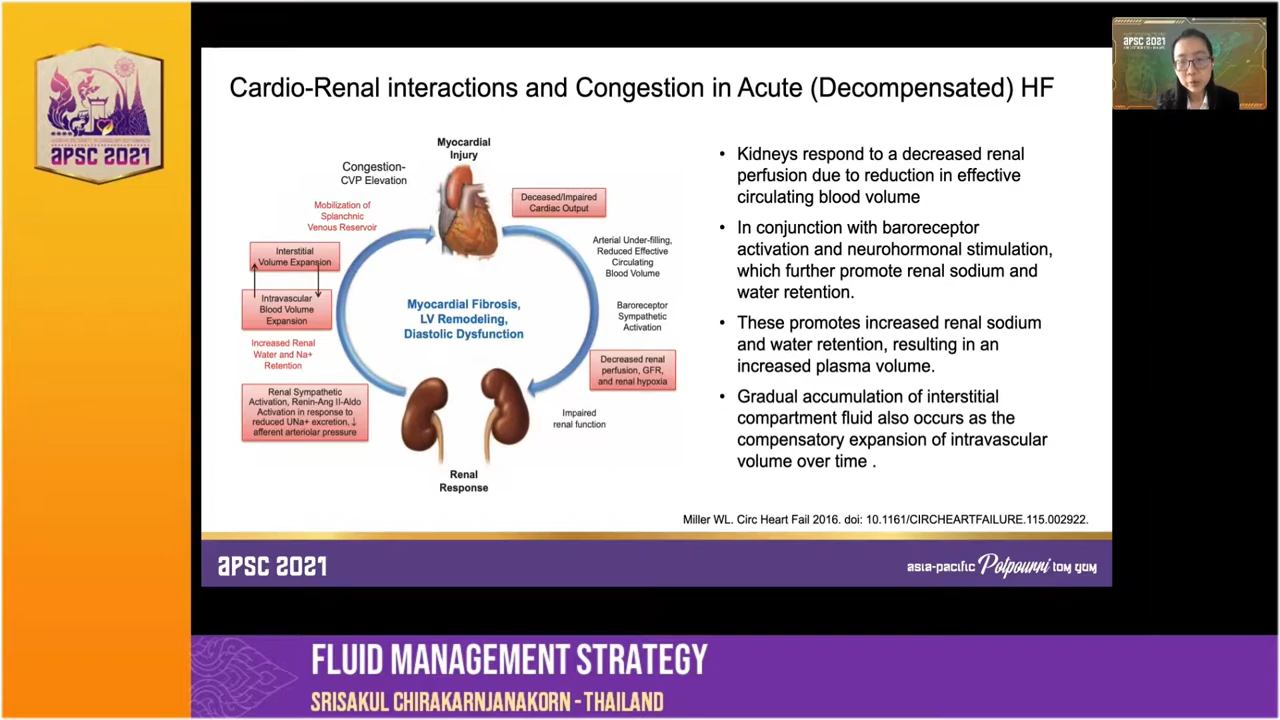 APSC 2021
APSC 2021
Cardio-Renal interactions and Congestion in Acute (Decompensated) HF
Myocardial
Injury
Congestion-
CVP Elevation
Mobilization of
Splanchnic
Venous Reservoir
Interstitial
Volume Expansion
Intravascular
Blood Volume
Expansion
Increased Renal
Water and Na+
Retention
Renal Sympathetic
Activation, Renin-Ang II-Aldo
Activation in response to
reduced UNa+ excretion, ↓
afferent arteriolar pressure
Deceased/Impaired
Cardiac Output
Arterial Under-filling,
Reduced Effective
Circulating
Blood Volume
Baroreceptor
Sympathetic
Activation
Decreased renal
perfusion, GFR,
and renal hypoxia
Impaired
renal function
Myocardial Fibrosis,
LV Remodeling,
Diastolic Dysfunction
Renal
Response
• Kidneys respond to a decreased renal
perfusion due to reduction in effective
circulating blood volume
• In conjunction with baroreceptor
activation and neurohormonal stimulation,
which further promote renal sodium and
water retention.
• These promotes increased renal sodium
and water retention, resulting in an
increased plasma volume.
• Gradual accumulation of interstitial
compartment fluid also occurs as the
compensatory expansion of intravascular
volume over time .
Miller WL. Circ Heart Fail 2016. doi: 10.1161/CIRCHEARTFAILURE.115.002922.
APSC 2021
ASIA-PACIFIC Potpourri TOM YUM
FLUID MANAGEMENT STRATEGY
SRISAKUL CHIRAKARNJANAKORN - THAILAND